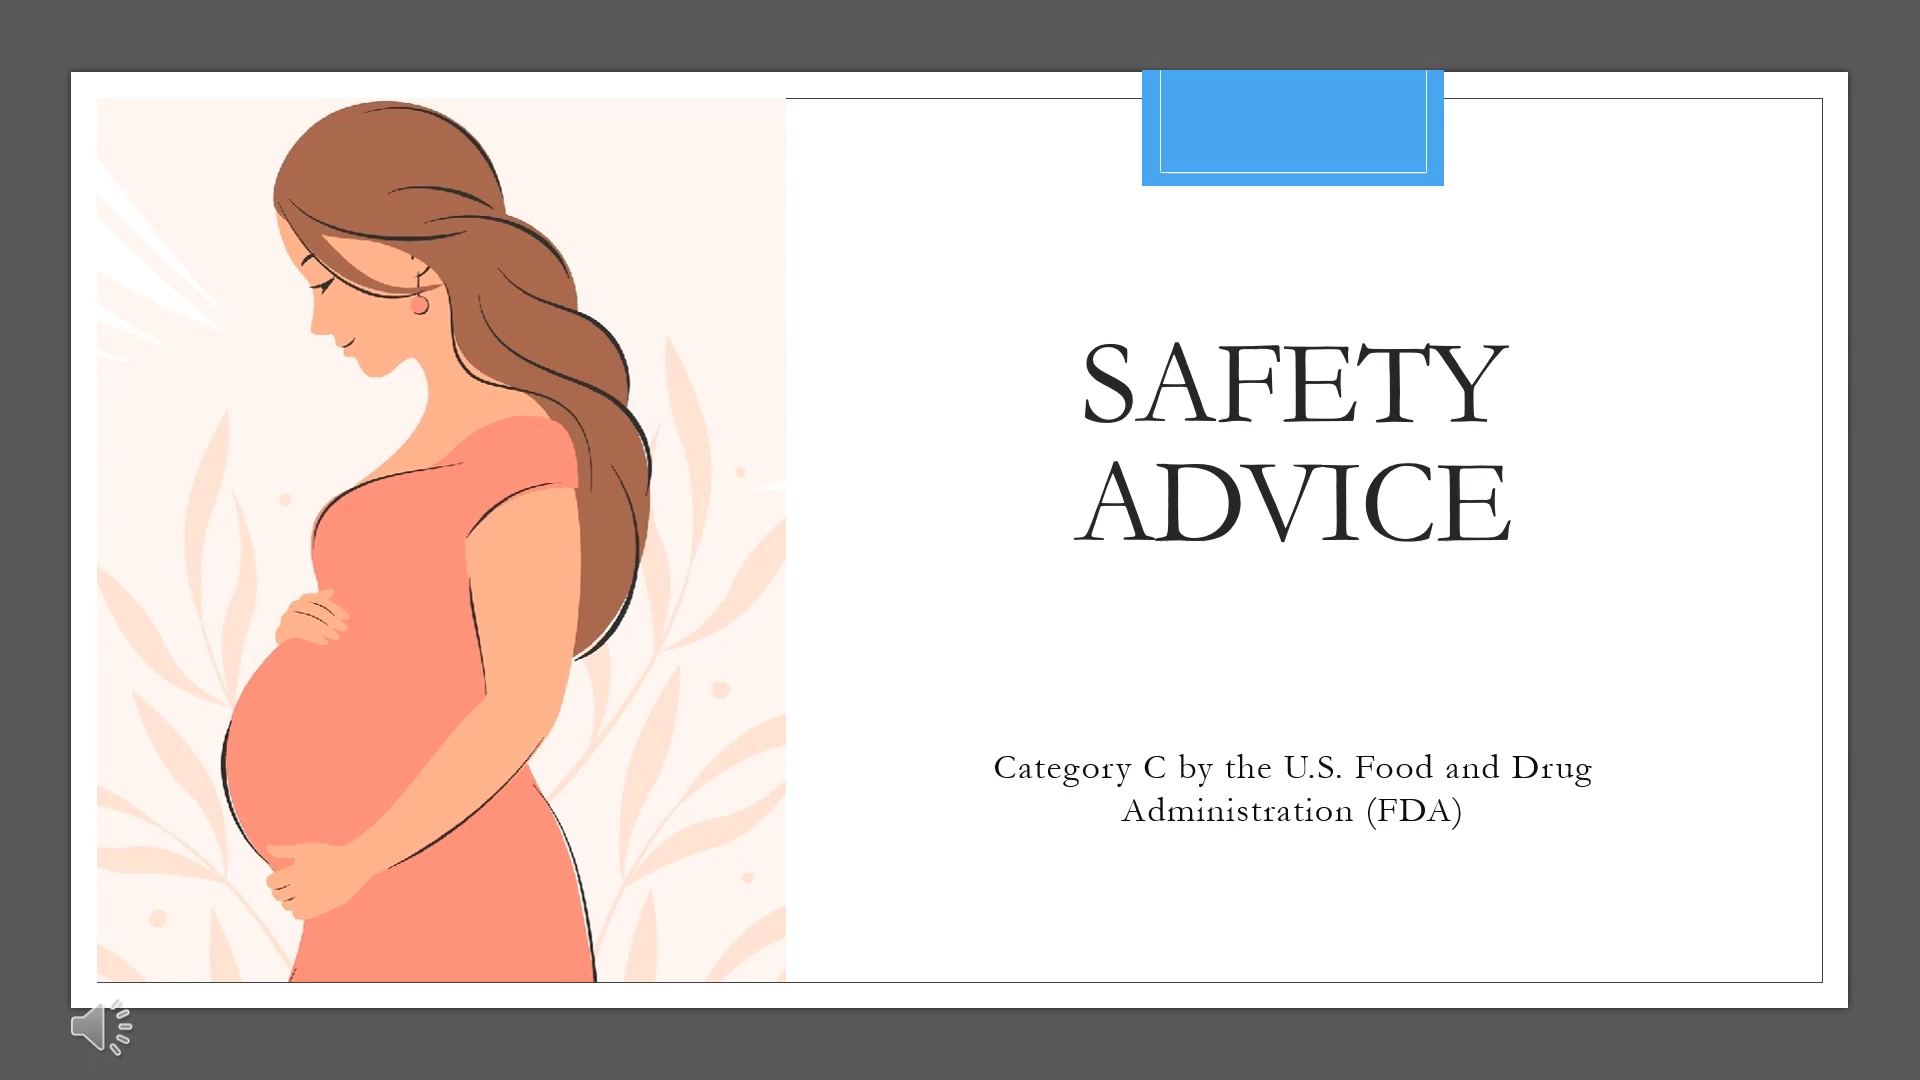 SAFETY
ADVICE
Category C by the U.S. Food and Drug
Administration (FDA)